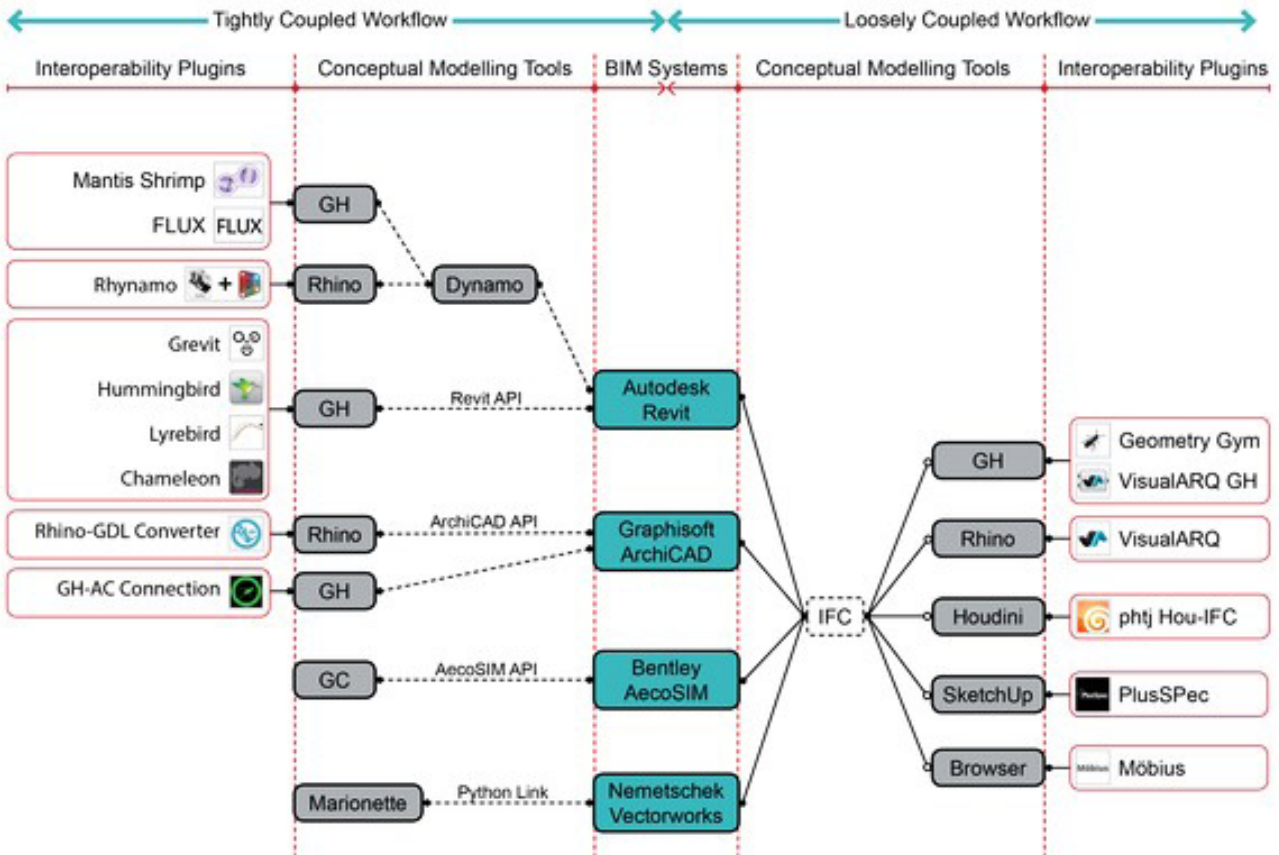 Tightly Coupled Workflow
Loosely Coupled Workflow
Interoperability Plugins
Conceptual Modelling Tools
BIM Systems
Conceptual Modelling Tools
Interoperability Plugins
Mantis Shrimp
FLUX FLUX
GH
Rhynamo +
Rhino
Dynamo
Grevit
Hummingbird
Lyrebird
Chameleon
GH
Revit API
Autodesk
Revit
Rhino-GDL Converter
Rhino
ArchiCAD API
Graphisoft
ArchiCAD
GH-AC Connection
GH
GC
AecoSIM API
Bentley
AecoSIM
Marionette
Python Link
Nemetschek
Vectorworks
IFC
GH
Geometry Gym
VisualARQ GH
Rhino
VisualARQ
Houdini
phtj Hou-IFC
SketchUp
PlusSPec
Browser
Möbius Möbius